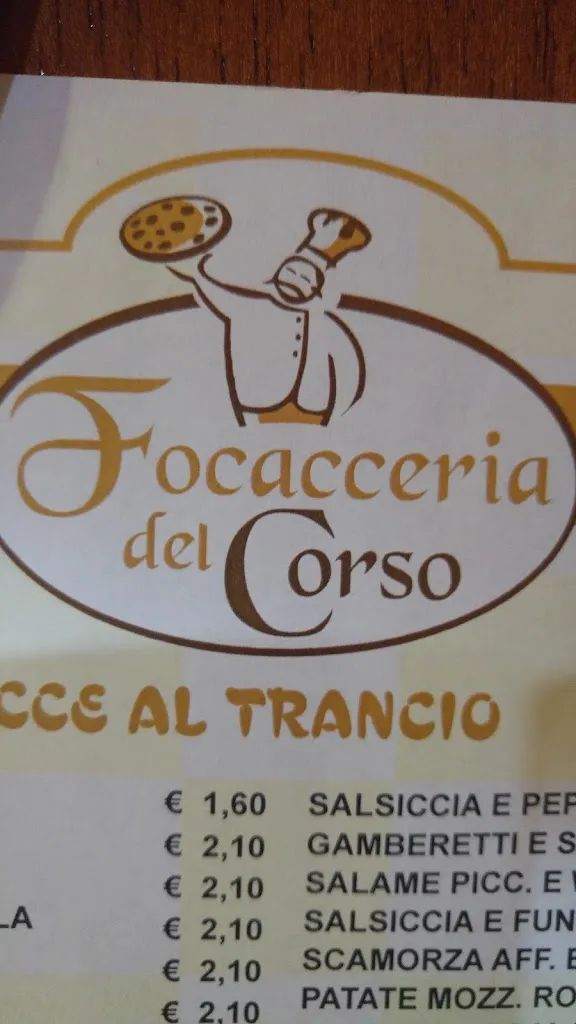 Focacceria
del Corso
CCE AL TRANCIO
€ 1,60 SALSICCIA E PEP
€ 2,10 GAMBERETTI E S
€ 2,10 SALAME PICC. E
LA € 2,10 SALSICCIA E FUN
€ 2,10 SCAMORZA AFF. E
€ 2,10 PATATE MOZZ. RO